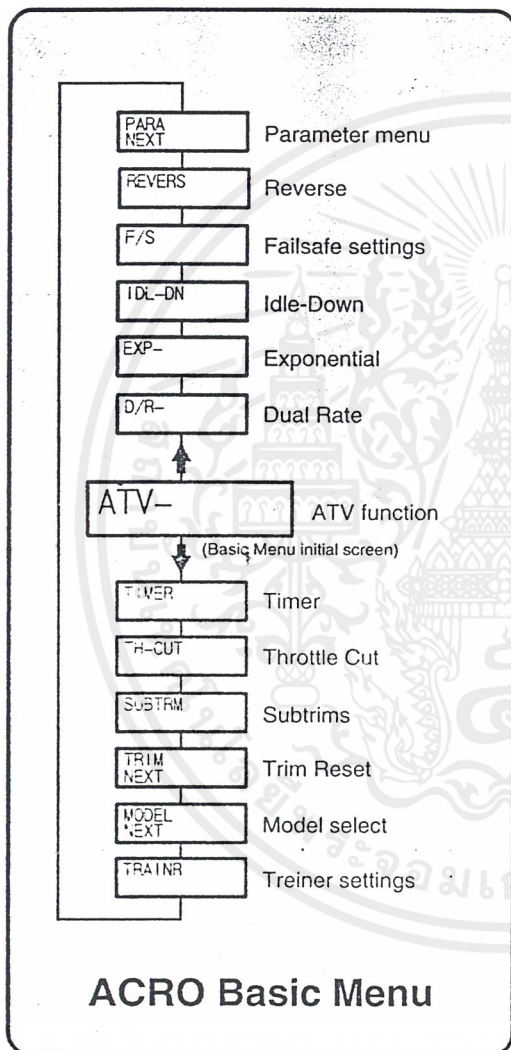 PARA
NEXT
Parameter menu
REVERS
Reverse
F/S
Failsafe settings
IDL-DN
Idle-Down
EXP-
Exponential
D/R-
Dual Rate
ATV-
ATV function
(Basic Menu initial screen)
TIMER
Timer
TH-CUT
Throttle Cut
SUBTRM
Subtrims
TRIM
NEXT
Trim Reset
MODEL
NEXT
Model select
TRAINR
Treiner settings
ACRO Basic Menu